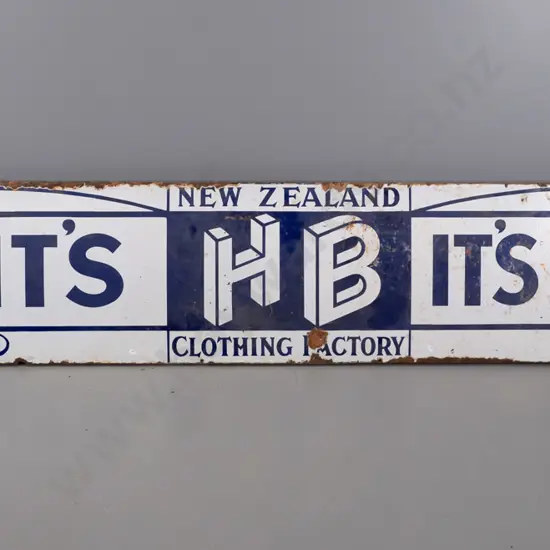 NEW ZEALAND
IT'S HB IT'S
CLOTHING FACTORY